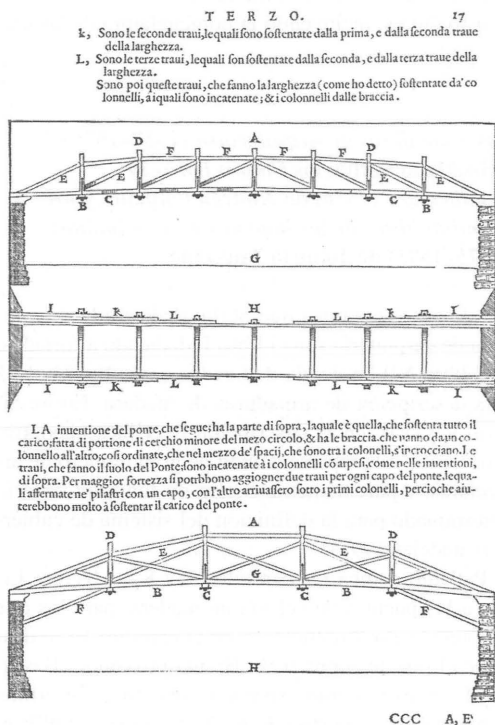 TERZO. 17
k, Sono le ſeconde traui, lequali ſono ſoſtentate dalla prima, e dalla ſeconda traue
della larghezza.
L, Sono le terze traui, lequali ſon ſoſtentate dalla ſeconda, e dalla terza traue della
larghezza.
Sono poi queſte traui, che fanno la larghezza (come ho detto) ſoſtentate da' co
lonnelli, a iquali ſono incatenate; & i colonnelli dalle braccia.
A
D F F F F D
E E E E
B C C B
G
I K L H L K I
I K L L K I
LA inuentione del ponte, che ſegue; ha la parte di ſopra, laquale è quella, che ſoſtenta tutto il
carico; fatta di portione di cerchio minore del mezo circolo, & ha le braccia. che vanno da un co-
lonnello all'altro; coſi ordinate, che nel mezzo de' ſpacij, che ſono tra i colonelli, s'incrocciano. Le
traui, che fanno il ſuolo del Ponte; ſono incatenate à i colonnelli cõ arpeſi, come nelle inuentioni,
di ſopra. Per maggior fortezza ſi potrbbono aggiogner due traui per ogni capo del ponte, lequa-
li affermate ne' pilaſtri con un capo, con l'altro arriuaſſero ſotto i primi colonelli, percioche aiu-
terebbono molto à ſoſtentar il carico del ponte.
A
D E E D
G
B C C B
F F
H
CCC A, E'